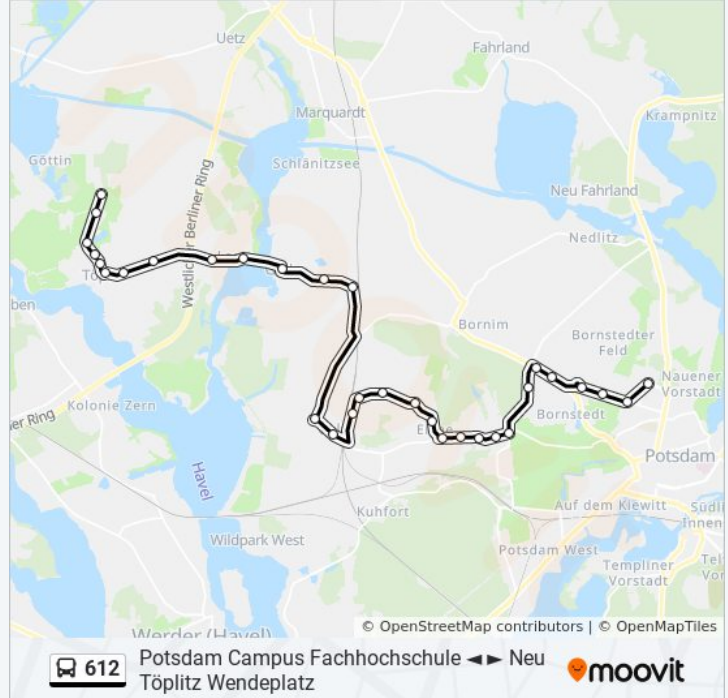 Uetz
Fahrland
Marquardt
Krampnitz
Göttin
Schlänitzsee
Neu Fahrland
Westlicher Berliner Ring
Nedlitz
Bornim
Bornstedter
Feld
Nauener
Vorstadt
Kolonie Zern
Bornstedt
Potsdam
Havel
Kuhfort
Auf dem Kiewitt
Wildpark West
Potsdam West
Templiner
Vorstadt
Werder (Havel)
© OpenStreetMap contributors | © OpenMapTiles
612
Potsdam Campus Fachhochschule ◄ ► Neu
Töplitz Wendeplatz
moovit